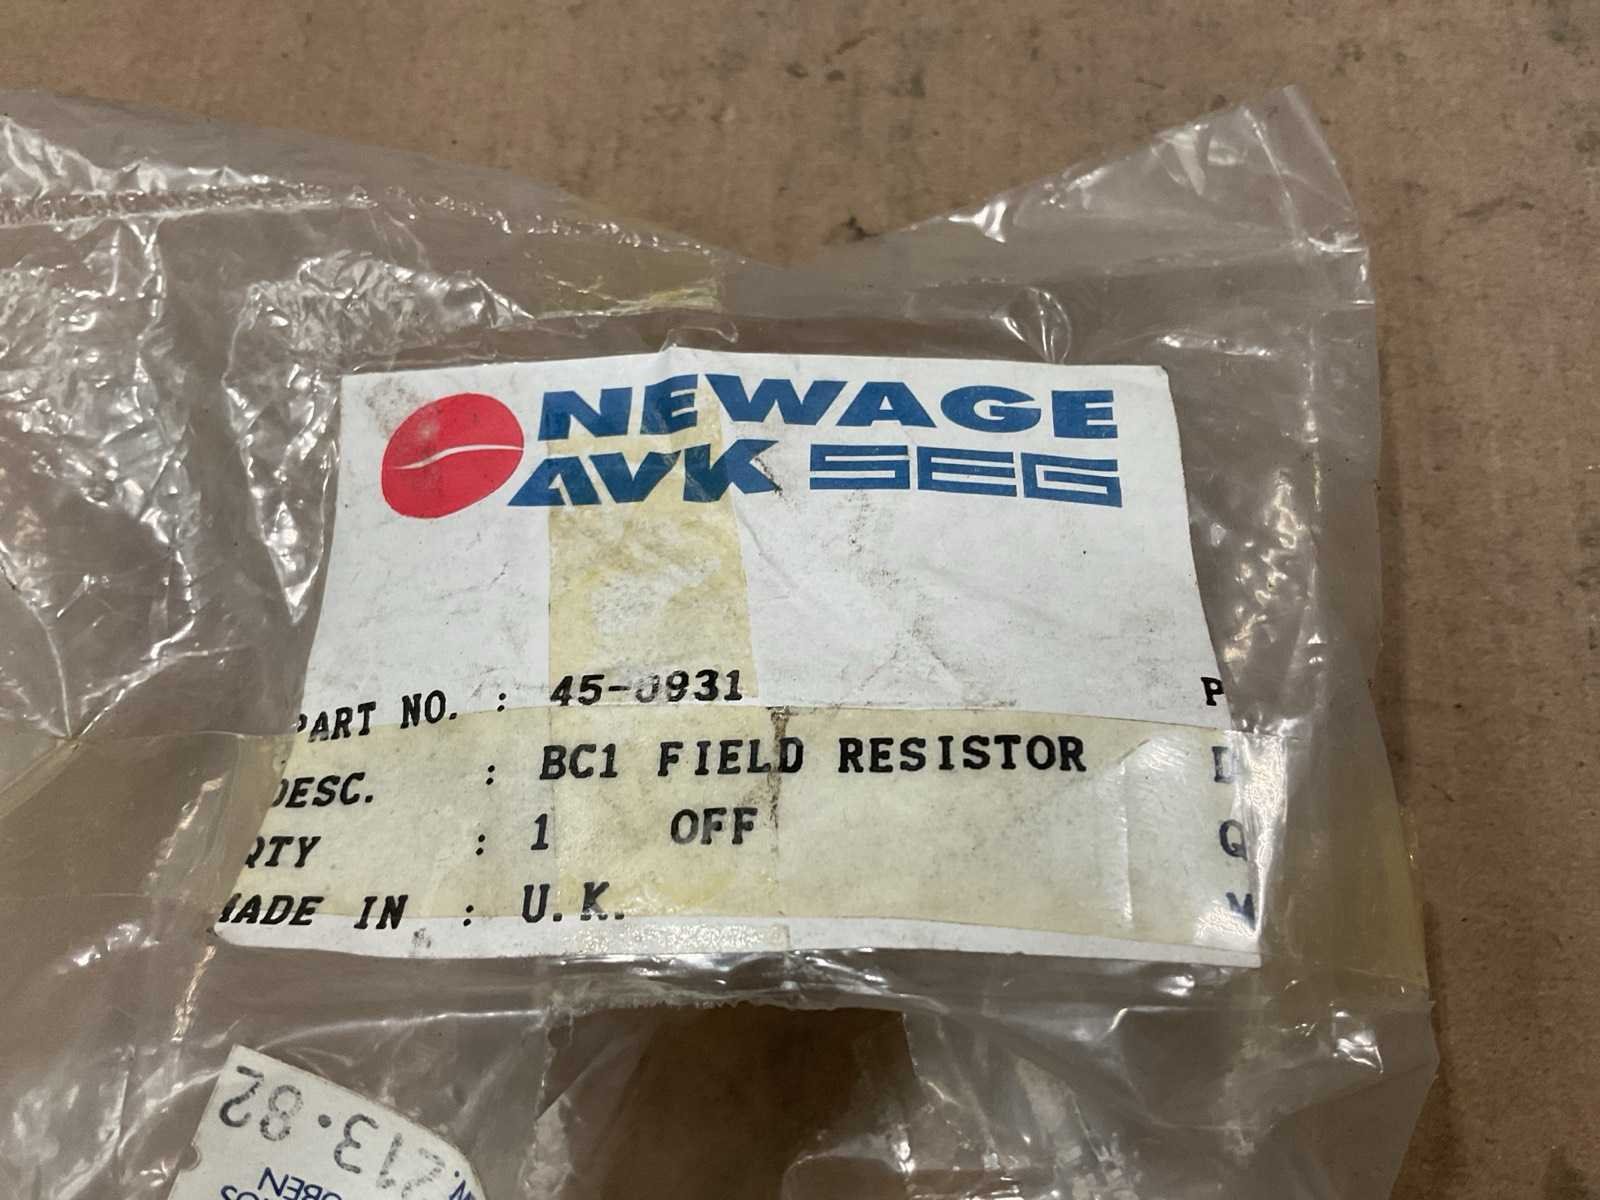 NEWAGE
AVK SEG
PART NO. : 45-0931
DESC. : BC1 FIELD RESISTOR
QTY : 1 OFF
MADE IN : U.K.
P
D
Q
M
213.82